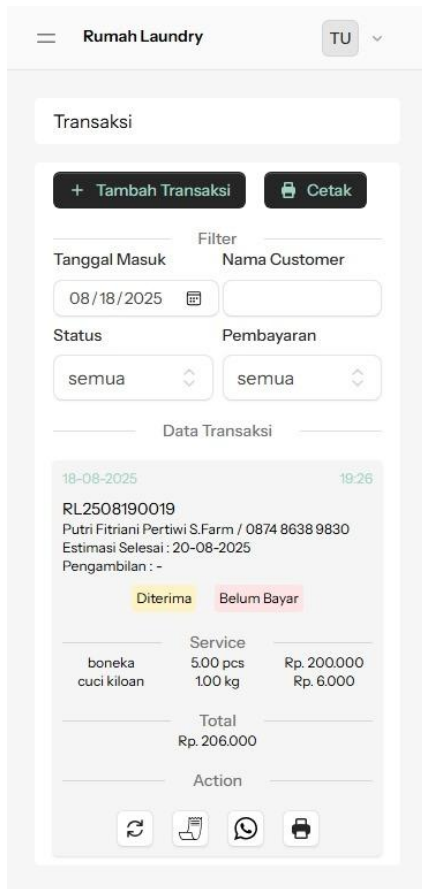 Rumah Laundry
TU
Transaksi
+ Tambah Transaksi
Cetak
Filter
Tanggal Masuk
Nama Customer
08/18/2025
Status
Pembayaran
semua
semua
Data Transaksi
18-08-2025
19:26
RL2508190019
Putri Fitriani Pertiwi S.Farm / 0874 8638 9830
Estimasi Selesai : 20-08-2025
Pengambilan : -
Diterima
Belum Bayar
Service
boneka 5.00 pcs Rp. 200.000
cuci kiloan 1.00 kg Rp. 6.000
Total
Rp. 206.000
Action